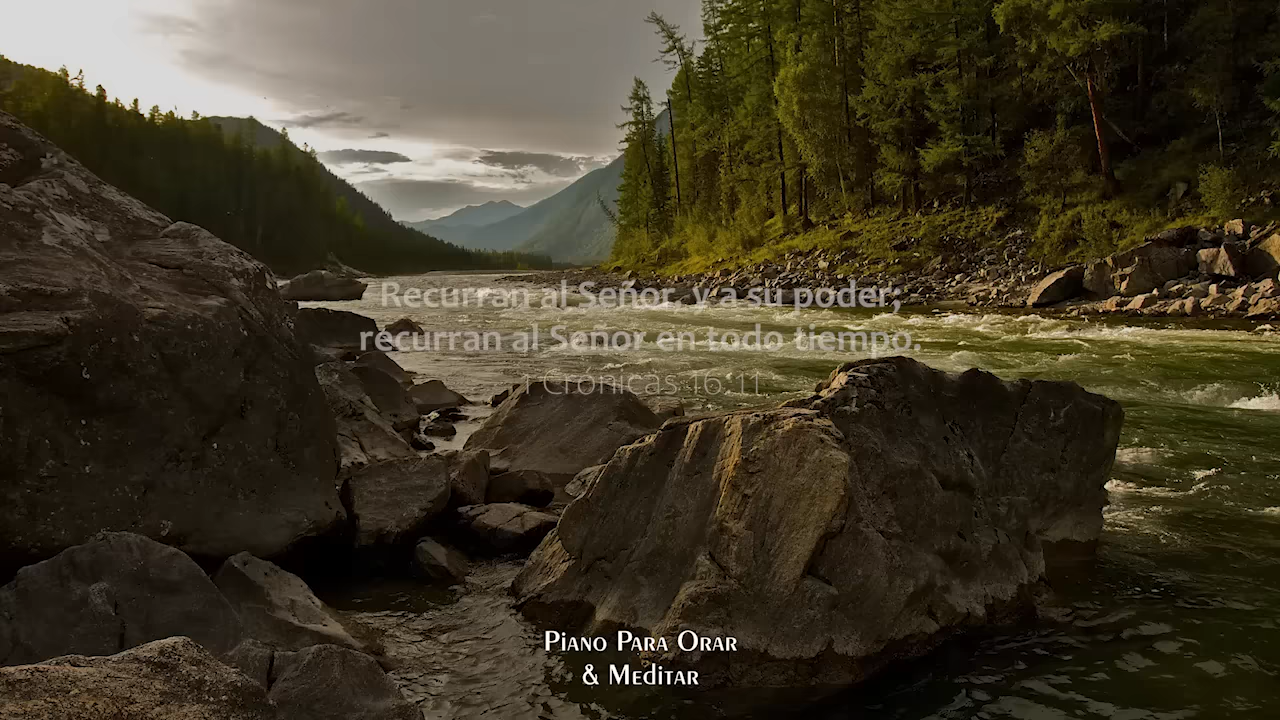 Recurran al Señor, y a su poder;
recurran al Señor en todo tiempo.
1 Crónicas 16:11
Piano Para Orar
& Meditar